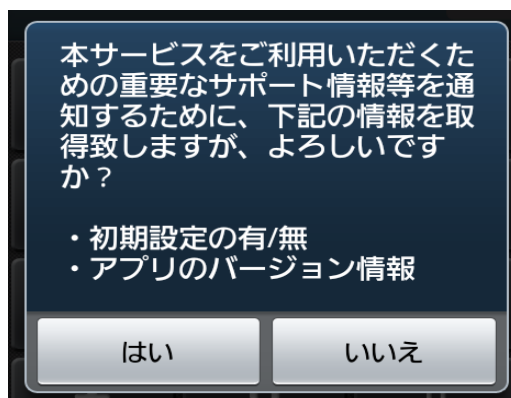 本サービスをご利用いただくた
めの重要なサポート情報等を通
知するために、下記の情報を取
得致しますが、よろしいです
か？
・初期設定の有/無
・アプリのバージョン情報
はい
いいえ